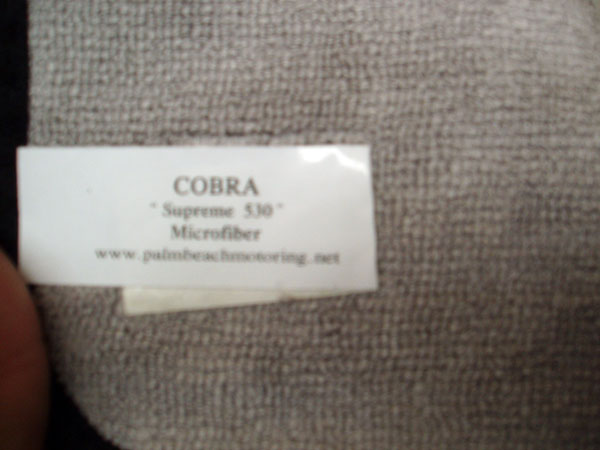 COBRA
"Supreme 530"
Microfiber
www.palmbeachmotoring.net